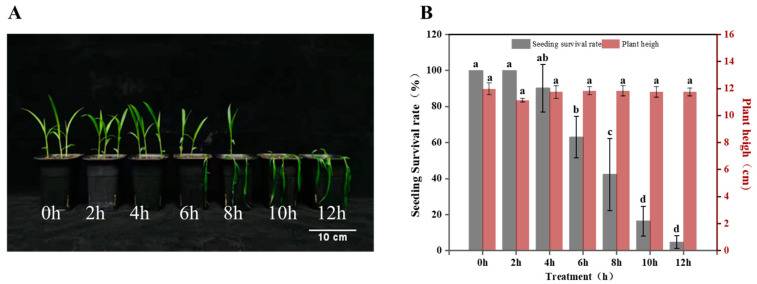 A
0h 2h 4h 6h 8h 10h 12h
10 cm
B
Seeding survival rate Plant heigh
Seeding Survival rate (%)
120
100
80
60
40
20
0
a a a a ab a b a c a d a d a
16
14
12
10
8
6
4
2
0
Plant heigh (cm)
0h 2h 4h 6h 8h 10h 12h
Treatment (h)